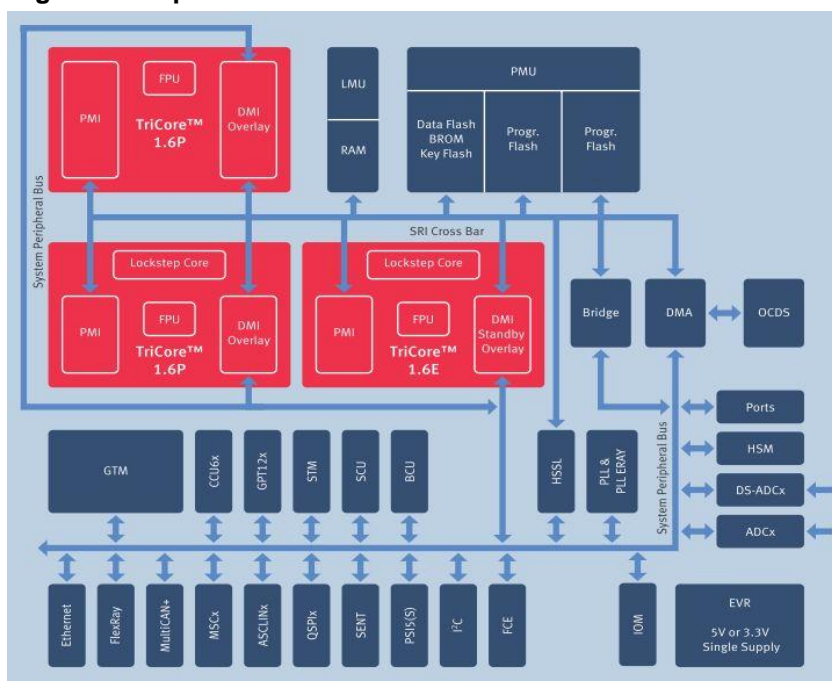 FPU
PMI
TriCore™
1.6P
DMI
Overlay
LMU
RAM
PMU
Data Flash
BROM
Key Flash
Progr.
Flash
Progr.
Flash
System Peripheral Bus
SRI Cross Bar
Lockstep Core
PMI
FPU
TriCore™
1.6P
DMI
Overlay
Lockstep Core
PMI
FPU
TriCore™
1.6E
DMI
Standby
Overlay
Bridge
DMA
OCDS
Ports
HSM
DS-ADCx
ADCx
System Peripheral Bus
GTM
CCU6x
GPT12x
STM
SCU
BCU
HSSL
PLL &
PLL ERAY
Ethernet
FlexRay
MultiCAN+
MSCx
ASCLINx
QSPIx
SENT
PSI5(S)
I²C
FCE
IOM
EVR
5V or 3.3V
Single Supply